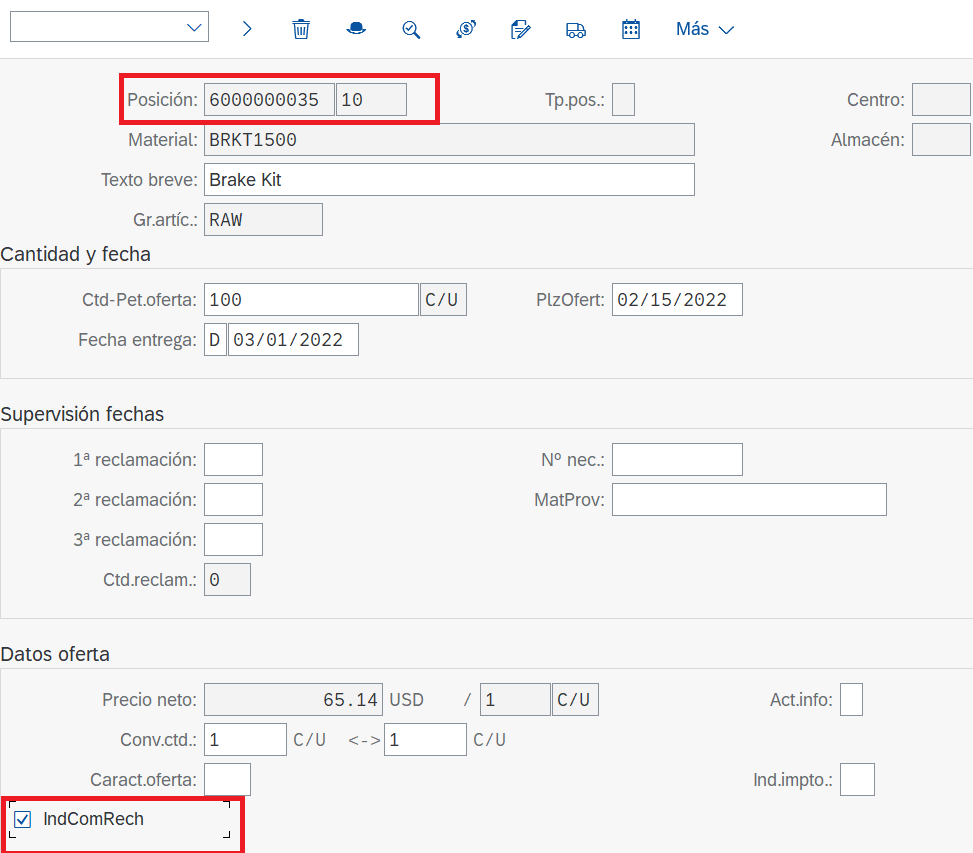 Más
Posición: 6000000035 10 Tp.pos.: Centro:
Material: BRKT1500 Almacén:
Texto breve: Brake Kit
Gr.artíc.: RAW
Cantidad y fecha
Ctd-Pet.oferta: 100 C/U PlzOfert: 02/15/2022
Fecha entrega: D 03/01/2022
Supervisión fechas
1ª reclamación: Nº nec.:
2ª reclamación: MatProv:
3ª reclamación:
Ctd.reclam.: 0
Datos oferta
Precio neto: 65.14 USD / 1 C/U Act.info:
Conv.ctd.: 1 C/U <-> 1 C/U
Caract.oferta: Ind.impto.:
IndComRech